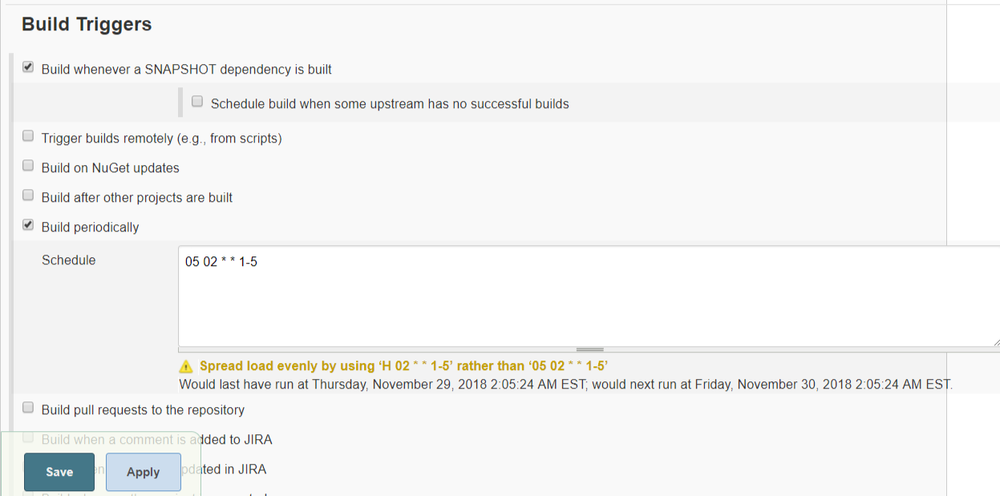 Build Triggers
Build whenever a SNAPSHOT dependency is built
Schedule build when some upstream has no successful builds
Trigger builds remotely (e.g., from scripts)
Build on NuGet updates
Build after other projects are built
Build periodically
Schedule
05 02 * * 1-5
Spread load evenly by using ‘H 02 * * 1-5’ rather than ‘05 02 * * 1-5’
Would last have run at Thursday, November 29, 2018 2:05:24 AM EST; would next run at Friday, November 30, 2018 2:05:24 AM EST.
Build pull requests to the repository
Build when a comment is added to JIRA
Save Apply in JIRA